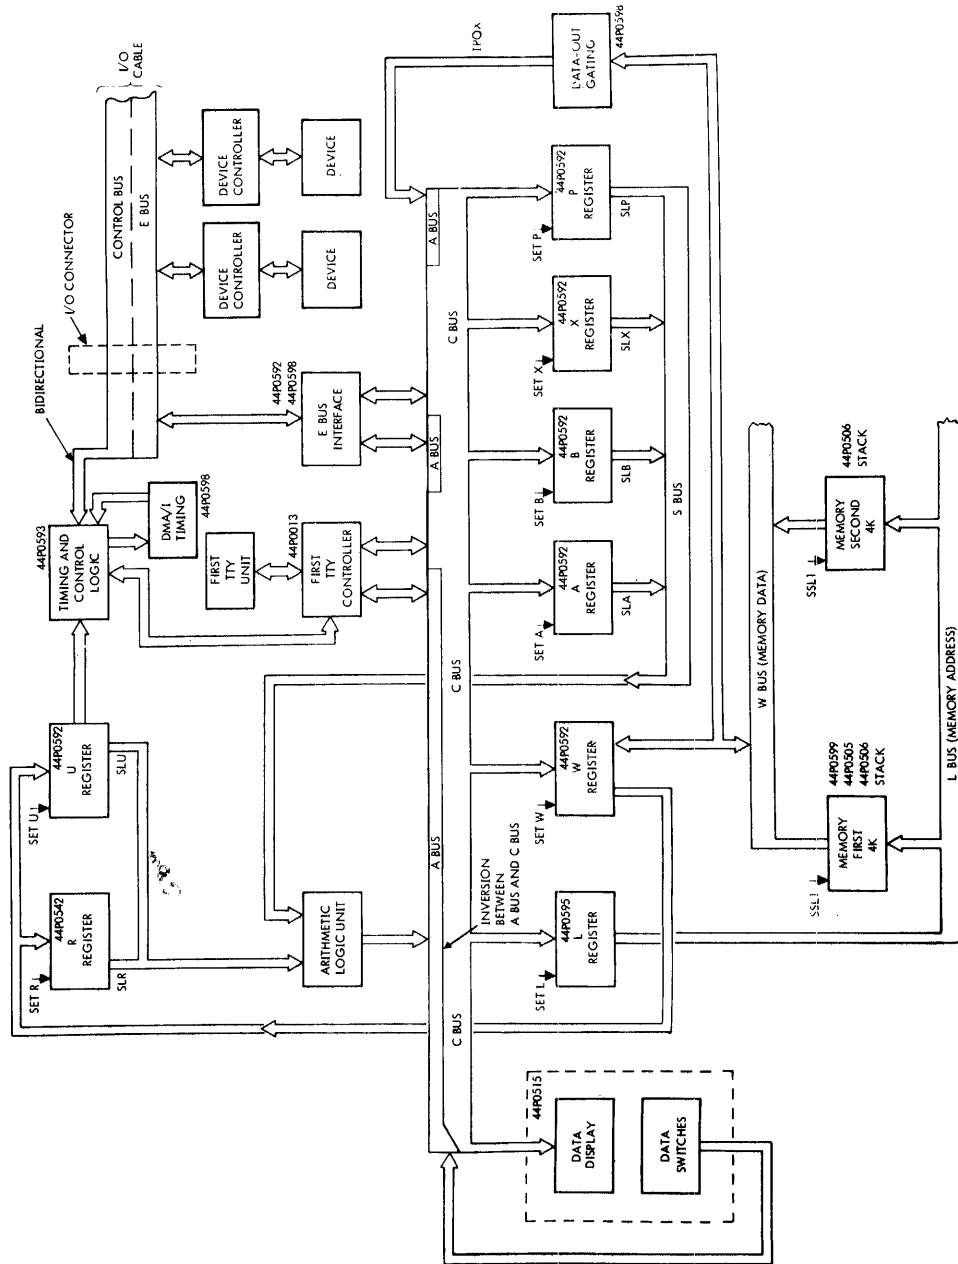 I/O
CABLE
CONTROL BUS
E BUS
I/O CONNECTOR
BIDIRECTIONAL
DEVICE
CONTROLLER
DEVICE
DEVICE
CONTROLLER
DEVICE
44P0593
TIMING AND
CONTROL
LOGIC
DMA/I
TIMING
44P0598
FIRST
TTY
UNIT
44P0013
FIRST
TTY
CONTROLLER
44P0592
44P0598
E BUS
INTERFACE
44P0592
U
REGISTER
SET U
SLU
44P0542
R
REGISTER
SET R
SLR
ARITHMETIC
LOGIC UNIT
A BUS
A BUS
A BUS
C BUS
C BUS
C BUS
INVERSION
BETWEEN
A BUS AND C BUS
TPOX
44P0598
GATING
44P0592
P
REGISTER
SET P
SLP
44P0592
X
REGISTER
SET X
SLX
44P0592
B
REGISTER
SET B
SLB
44P0592
A
REGISTER
SET A
SLA
S BUS
44P0592
W
REGISTER
SET W
44P0595
L
REGISTER
SET L
44P0515
DATA
DISPLAY
DATA
SWITCHES
W BUS (MEMORY DATA)
44P0506
STACK
MEMORY
SECOND
4K
SSL1
44P0599
44P0505
44P0506
STACK
MEMORY
FIRST
4K
SSL1
L BUS (MEMORY ADDRESS)